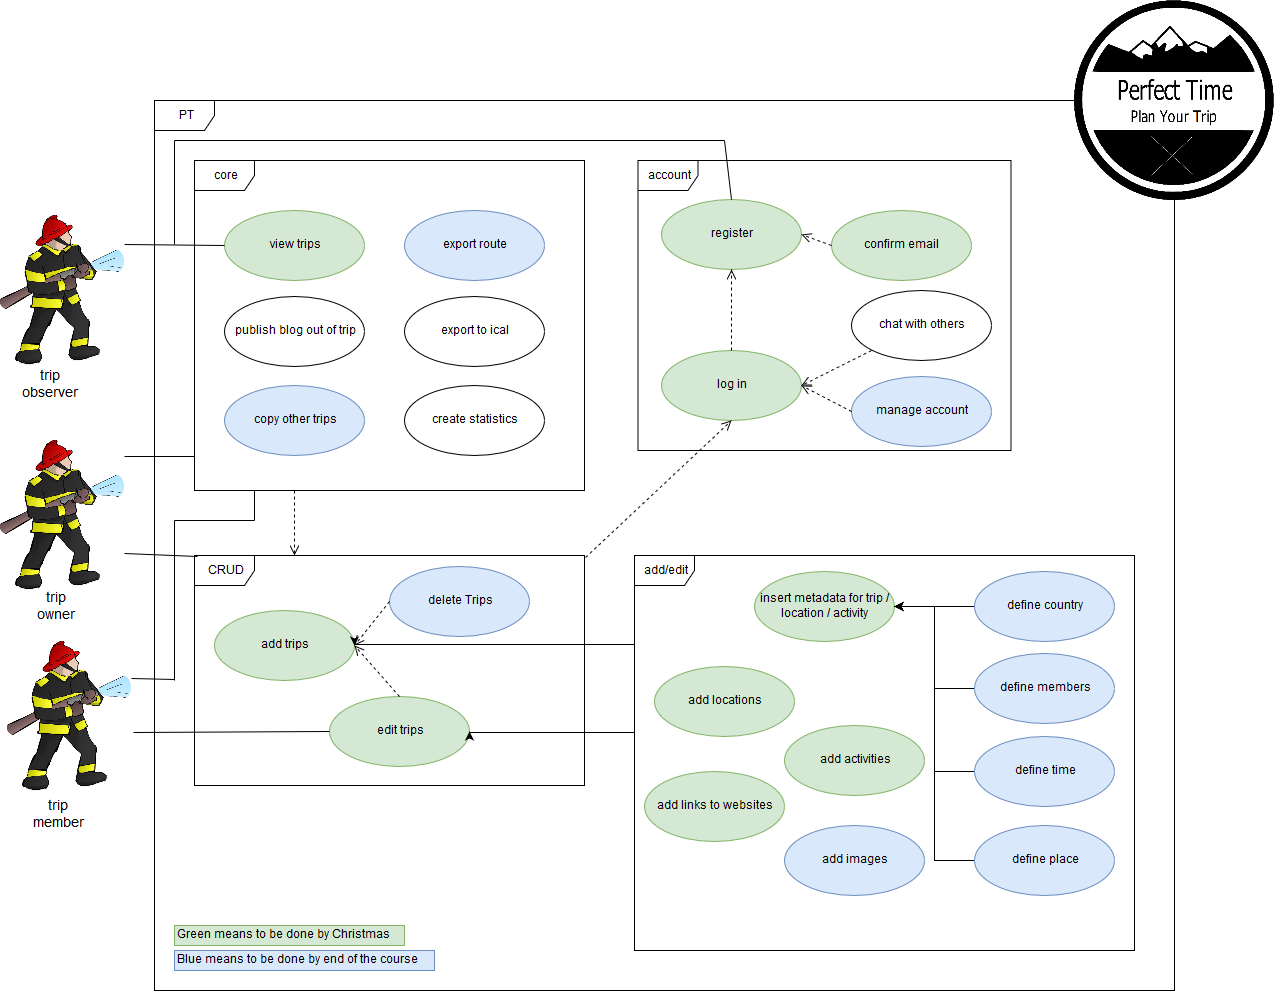 Perfect Time
Plan Your Trip
PT
core
view trips
export route
publish blog out of trip
export to ical
copy other trips
create statistics
account
register
confirm email
chat with others
log in
manage account
trip
observer
trip
owner
trip
member
CRUD
delete Trips
add trips
edit trips
add/edit
insert metadata for trip /
location / activity
define country
add locations
define members
add activities
define time
add links to websites
add images
define place
Green means to be done by Christmas
Blue means to be done by end of the course